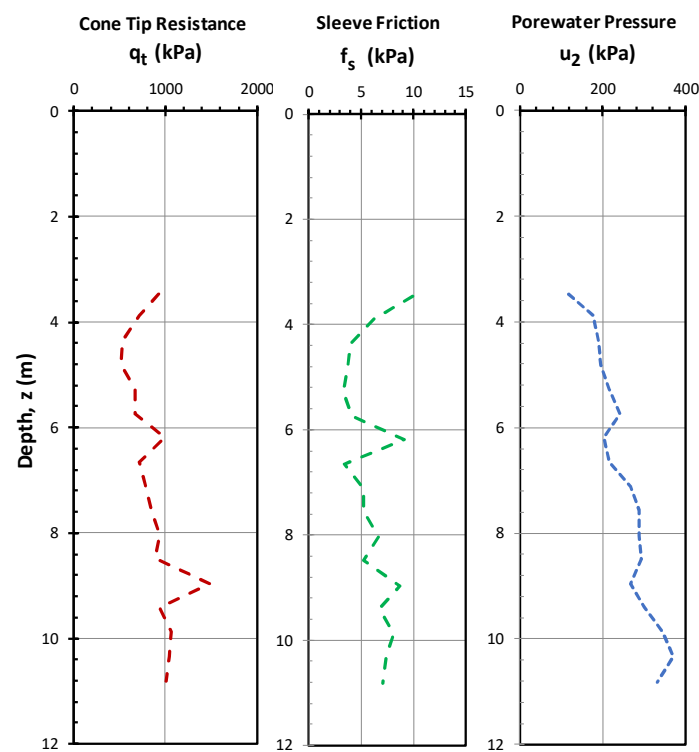 Cone Tip Resistance
qt (kPa)
0 1000 2000
Sleeve Friction
fs (kPa)
0 5 10 15
Porewater Pressure
u2 (kPa)
0 200 400
Depth, z (m)
0
2
4
6
8
10
12
0
2
4
6
8
10
12
0
2
4
6
8
10
12